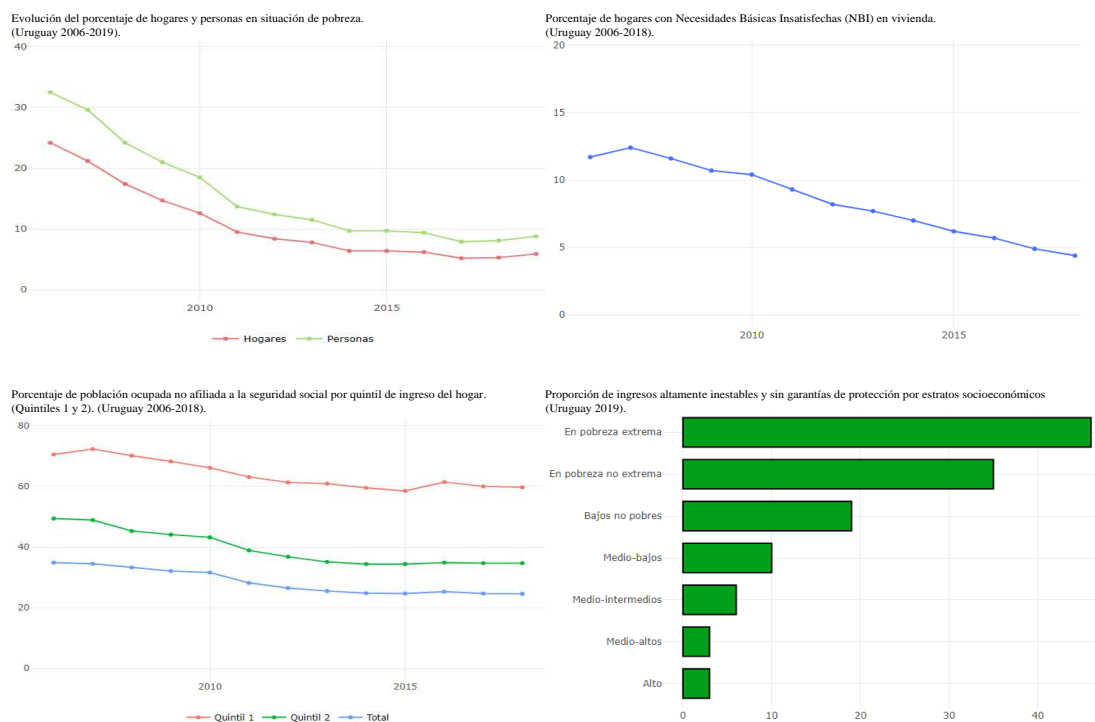 Evolución del porcentaje de hogares y personas en situación de pobreza.
(Uruguay 2006-2019).
40
30
20
10
0
2010
2015
Hogares
Personas
Porcentaje de hogares con Necesidades Básicas Insatisfechas (NBI) en vivienda.
(Uruguay 2006-2018).
20
15
10
5
0
2010
2015
Porcentaje de población ocupada no afiliada a la seguridad social por quintil de ingreso del hogar.
(Quintiles 1 y 2). (Uruguay 2006-2018).
80
60
40
20
0
2010
2015
Quintil 1
Quintil 2
Total
Proporción de ingresos altamente inestables y sin garantías de protección por estratos socioeconómicos
(Uruguay 2019).
En pobreza extrema
En pobreza no extrema
Bajos no pobres
Medio-bajos
Medio-intermedios
Medio-altos
Alto
0
10
20
30
40